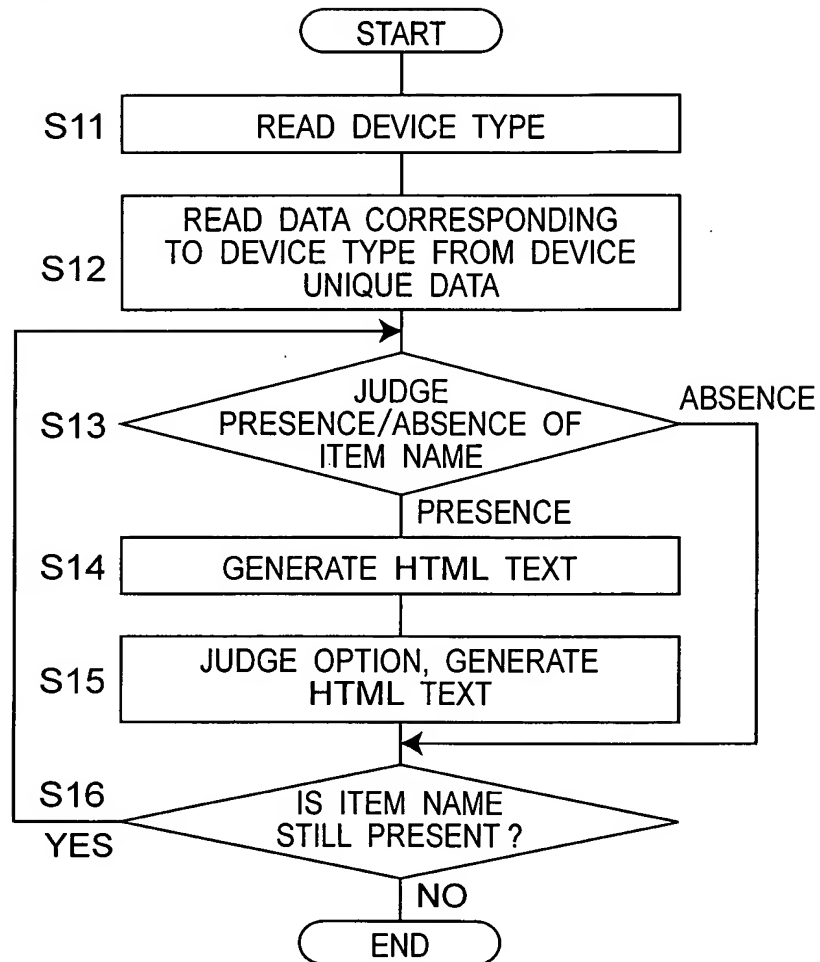 START
S11
READ DEVICE TYPE
S12
READ DATA CORRESPONDING
TO DEVICE TYPE FROM DEVICE
UNIQUE DATA
S13
JUDGE
PRESENCE/ABSENCE OF
ITEM NAME
ABSENCE
PRESENCE
S14
GENERATE HTML TEXT
S15
JUDGE OPTION, GENERATE
HTML TEXT
S16
IS ITEM NAME
STILL PRESENT ?
YES
NO
END